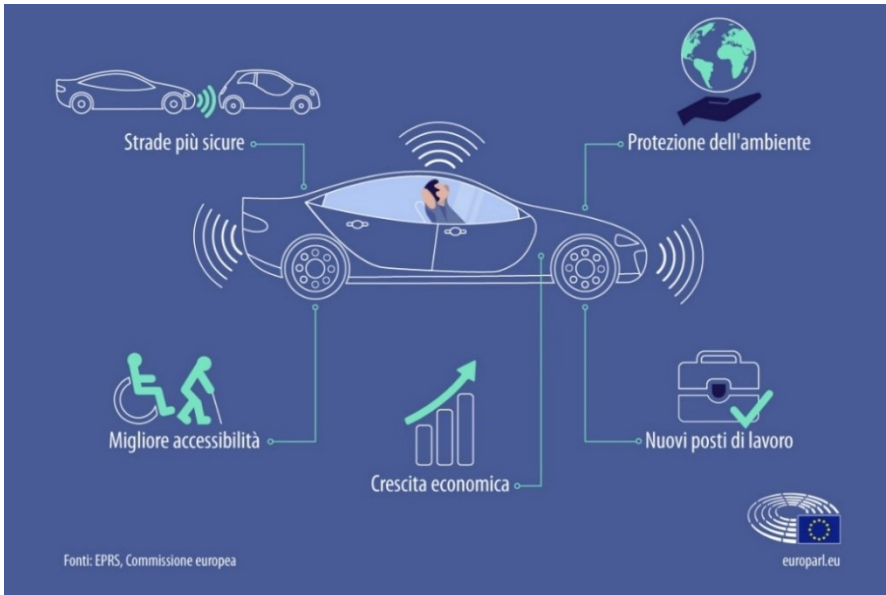 Strade più sicure
Protezione dell'ambiente
Migliore accessibilità
Crescita economica
Nuovi posti di lavoro
Fonti: EPRS, Commissione europea
europarl.eu